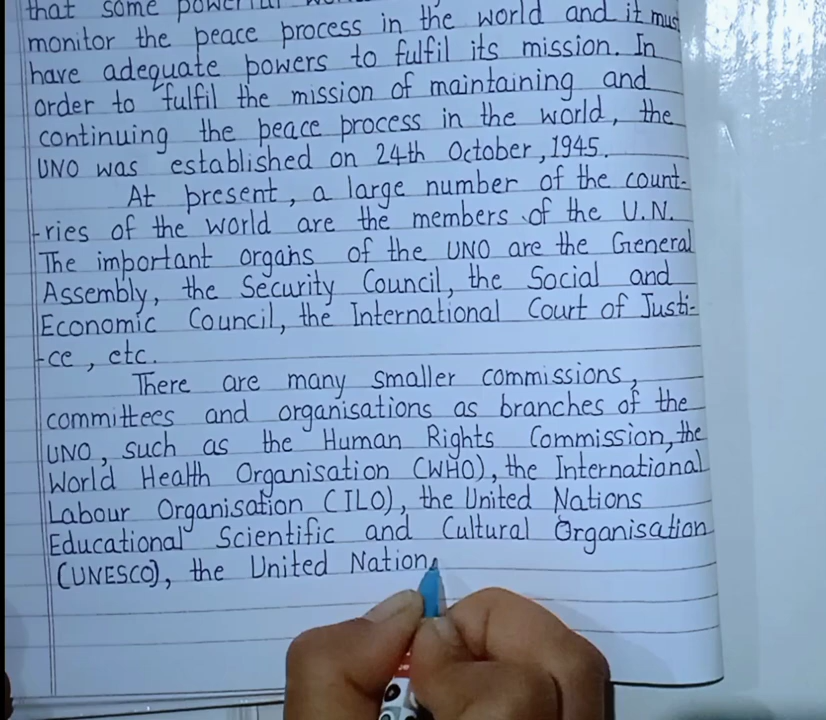 that some powerful
monitor the peace process in the world and it must
have adequate powers to fulfil its mission. In
order to fulfil the mission of maintaining and
continuing the peace process in the world, the
UNO was established on 24th October, 1945.
At present, a large number of the count-
-ries of the world are the members of the U.N.
The important organs of the UNO are the General
Assembly, the Security Council, the Social and
Economic Council, the International Court of Justi-
-ce, etc.
There are many smaller commissions,
committees and organisations as branches of the
UNO, such as the Human Rights Commission, the
World Health Organisation (WHO), the International
Labour Organisation (ILO), the United Nations
Educational Scientific and Cultural Organisation
(UNESCO), the United Nation